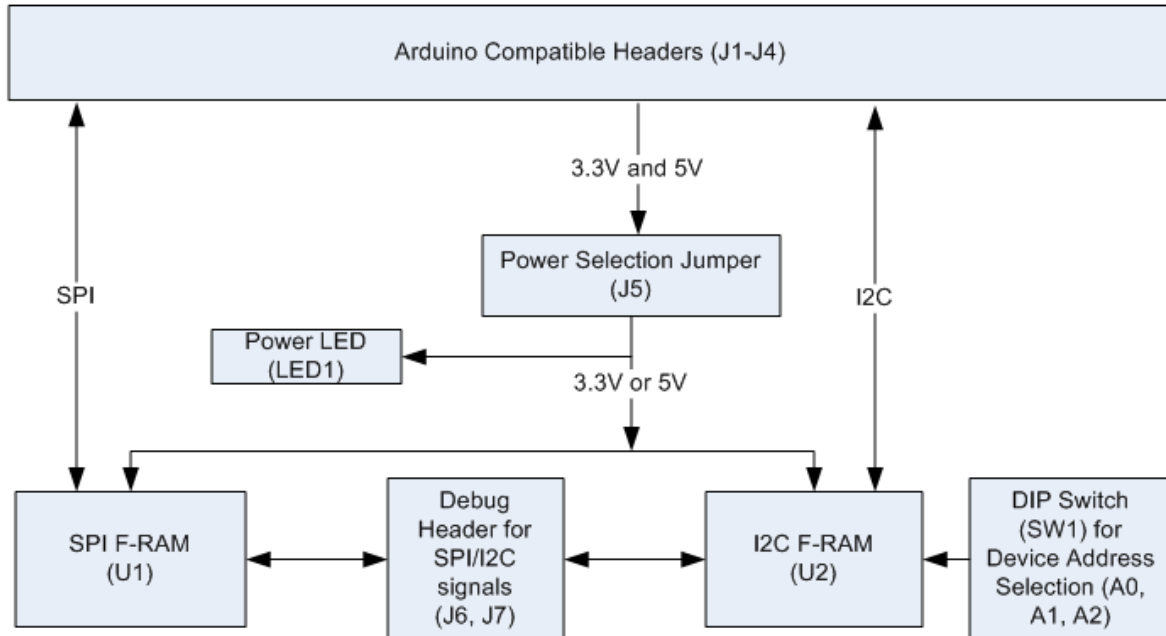 Arduino Compatible Headers (J1-J4)
3.3V and 5V
Power Selection Jumper
(J5)
SPI
I2C
Power LED
(LED1)
3.3V or 5V
SPI F-RAM
(U1)
Debug
Header for
SPI/I2C
signals
(J6, J7)
I2C F-RAM
(U2)
DIP Switch
(SW1) for
Device Address
Selection (A0,
A1, A2)